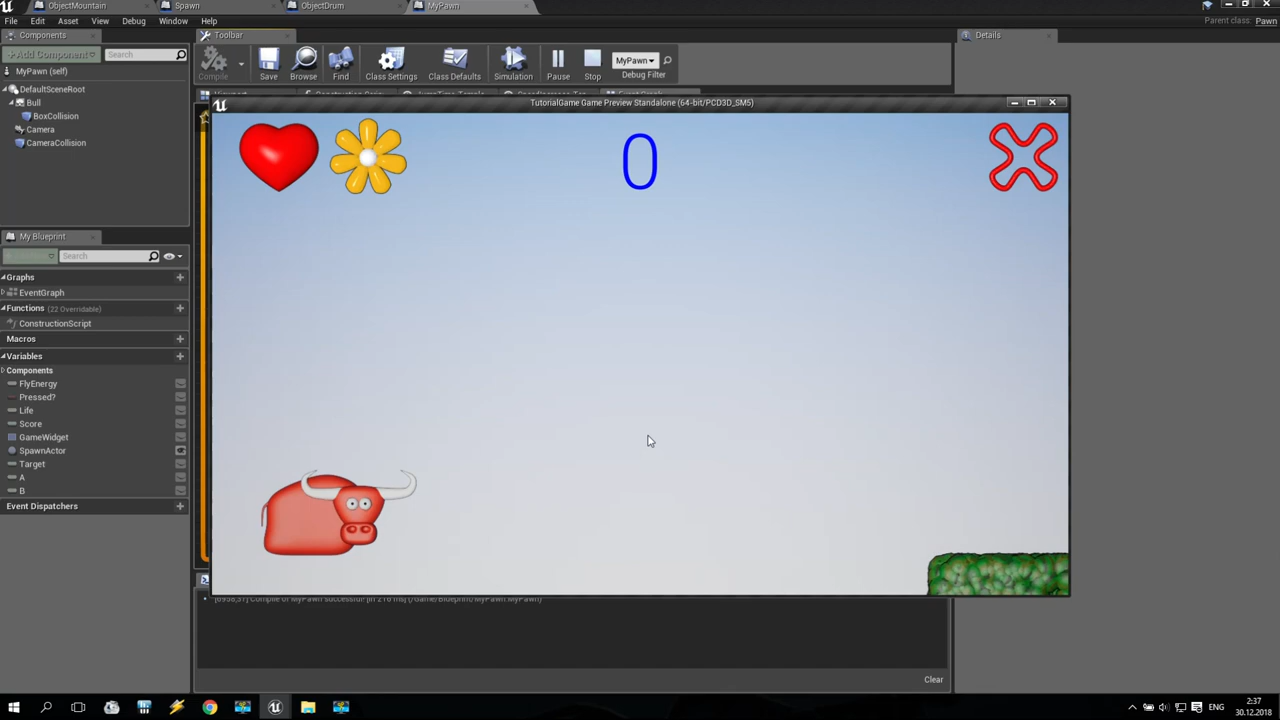 ObjectMountain
Spawn
ObjectDrum
MyPawn
File Edit Asset View Debug Window Help
Parent class: Pawn
Components
Toolbar
Details
+Add Component
Search
MyPawn (self)
DefaultSceneRoot
Bull
BoxCollision
Camera
CameraCollision
Compile
Save
Browse
Find
Class Settings
Class Defaults
Simulation
Pause
Stop
MyPawn
Debug Filter
TutorialGame Game Preview Standalone (64-bit/PCD3D_SM5)
0
My Blueprint
Search
Graphs
EventGraph
Functions (22 Overridable)
ConstructionScript
Macros
Variables
Components
FlyEnergy
Pressed?
Life
Score
GameWidget
SpawnActor
Target
A
B
Event Dispatchers
Clear
ENG
2:37
30.12.2018